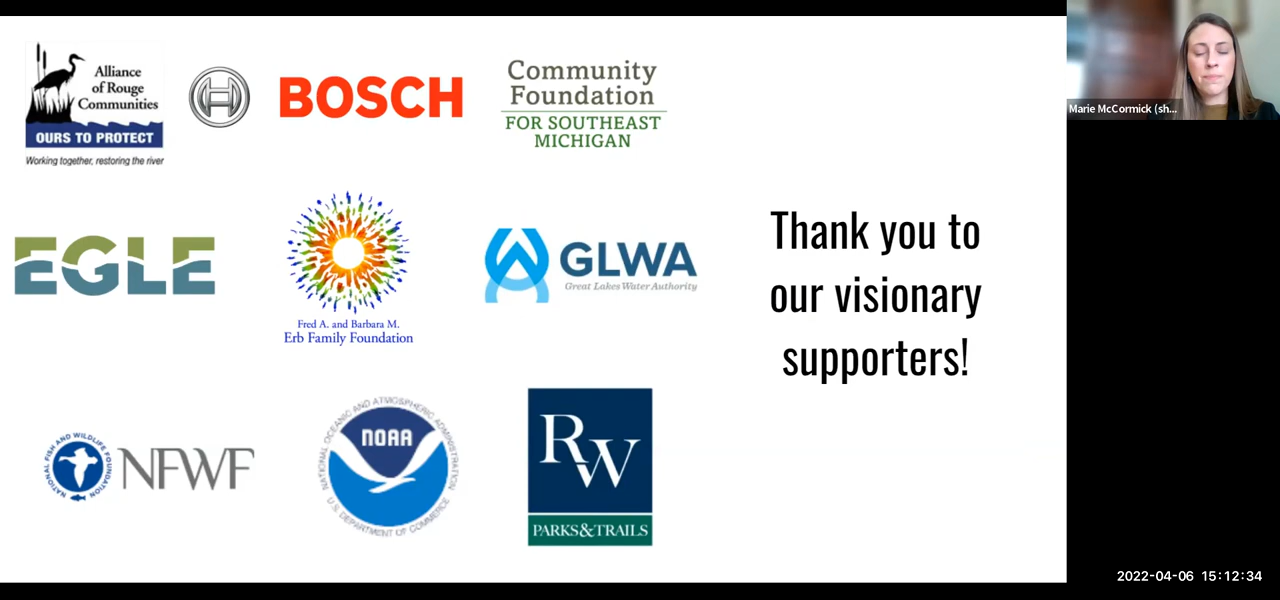 Alliance
of Rouge
Communities
OURS TO PROTECT
Working together, restoring the river
BOSCH
Community
Foundation
FOR SOUTHEAST
MICHIGAN
Marie McCormick (sh...
EGLE
Fred A. and Barbara M.
Erb Family Foundation
GLWA
Great Lakes Water Authority
Thank you to
our visionary
supporters!
NATIONAL FISH AND WILDLIFE FOUNDATION
NFWF
NATIONAL OCEANIC AND ATMOSPHERIC ADMINISTRATION
NOAA
U.S. DEPARTMENT OF COMMERCE
RW
PARKS&TRAILS
2022-04-06 15:12:34